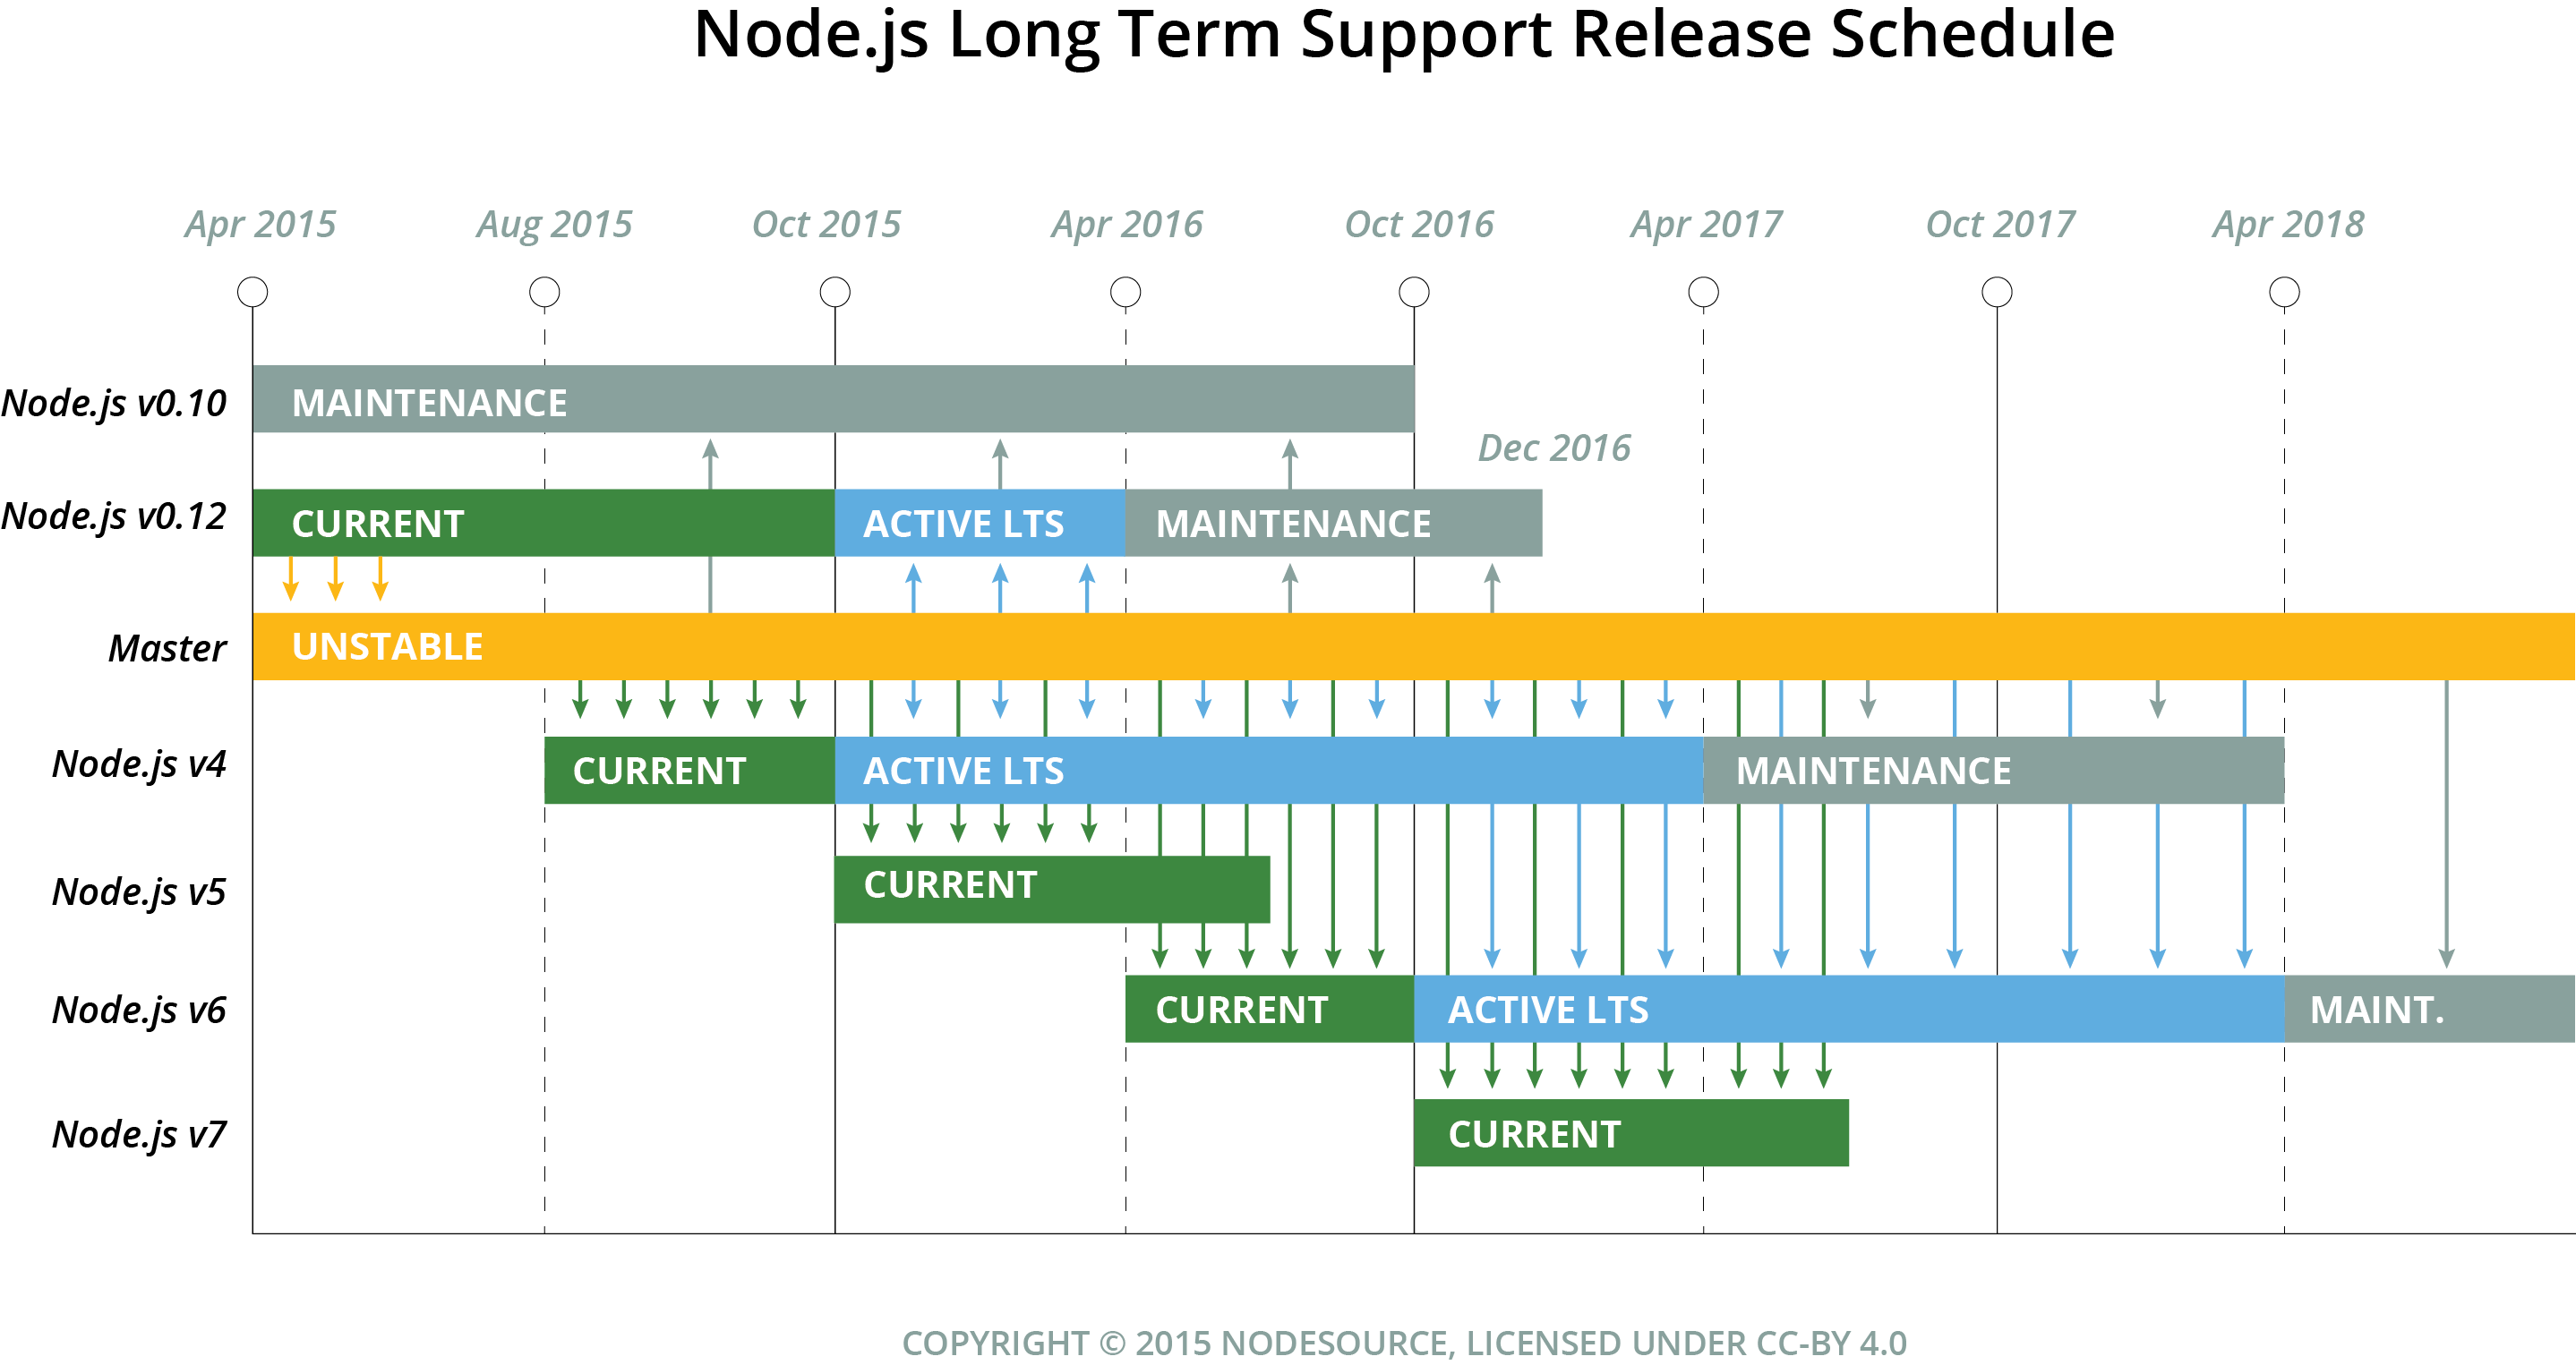 Node.js Long Term Support Release Schedule
Apr 2015 Aug 2015 Oct 2015 Apr 2016 Oct 2016 Apr 2017 Oct 2017 Apr 2018
Node.js v0.10 MAINTENANCE
Dec 2016
Node.js v0.12 CURRENT ACTIVE LTS MAINTENANCE
Master UNSTABLE
Node.js v4 CURRENT ACTIVE LTS MAINTENANCE
Node.js v5 CURRENT
Node.js v6 CURRENT ACTIVE LTS MAINT.
Node.js v7 CURRENT
COPYRIGHT © 2015 NODESOURCE, LICENSED UNDER CC-BY 4.0